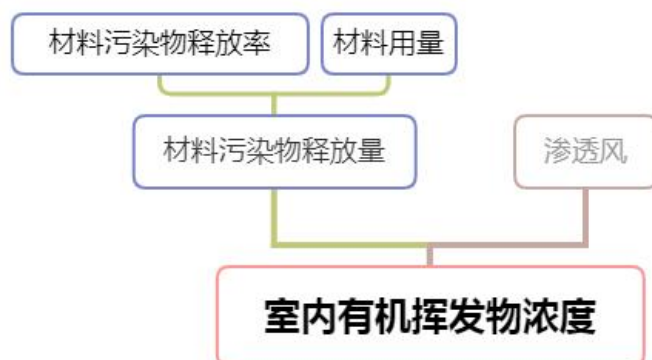 材料污染物释放率
材料用量
材料污染物释放量
渗透风
室内有机挥发物浓度